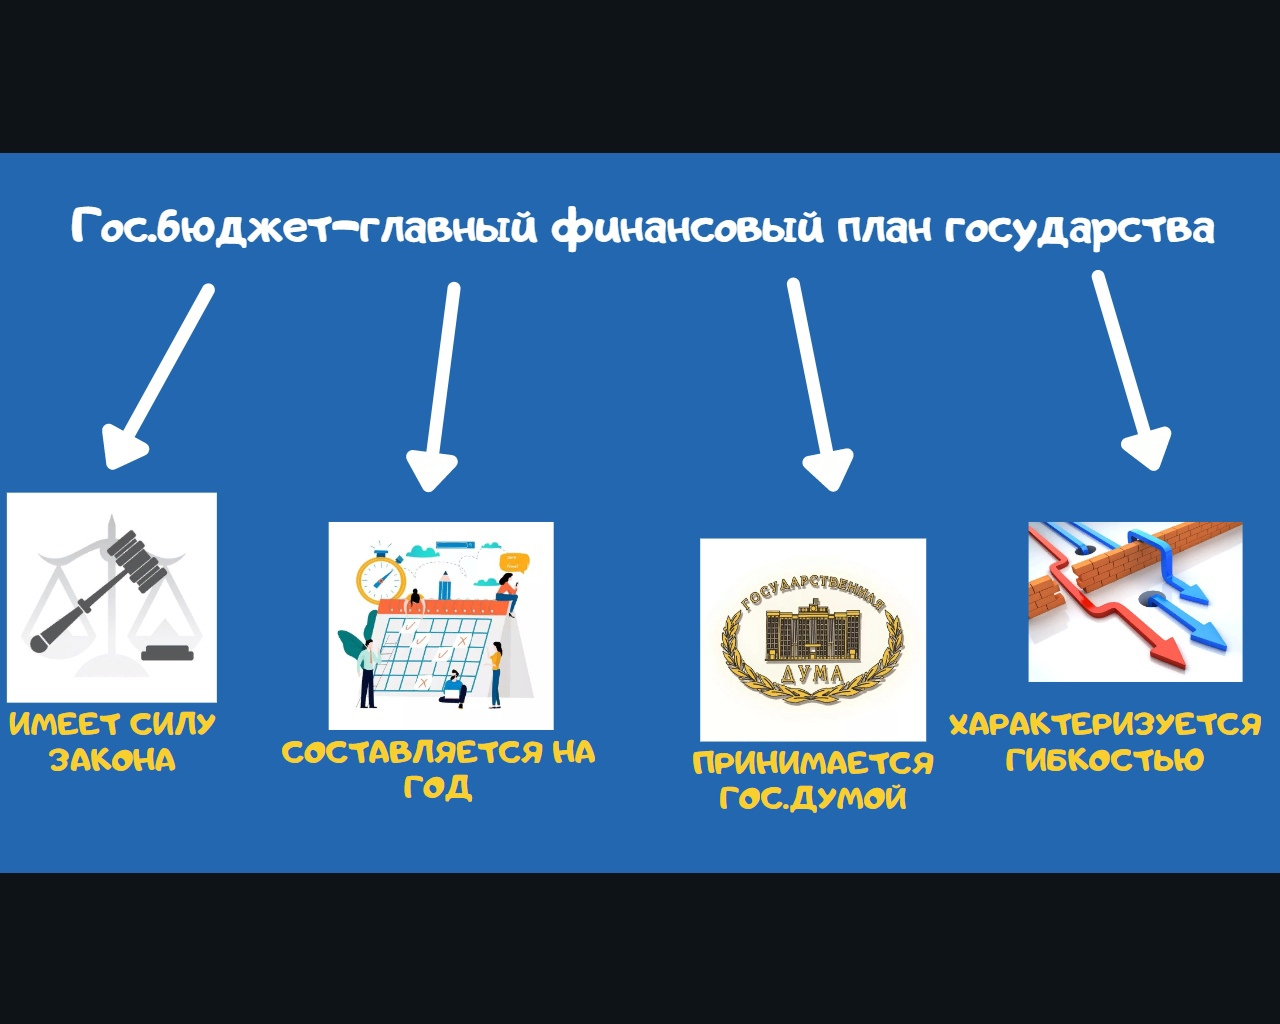 Гос.бюджет-главный финансовый план государства
ИМЕЕТ СИЛУ
ЗАКОНА
СОСТАВЛЯЕТСЯ НА
ГОД
ГОСУДАРСТВЕННАЯ
ДУМА
ПРИНИМАЕТСЯ
ГОС.ДУМОЙ
ХАРАКТЕРИЗУЕТСЯ
ГИБКОСТЬЮ